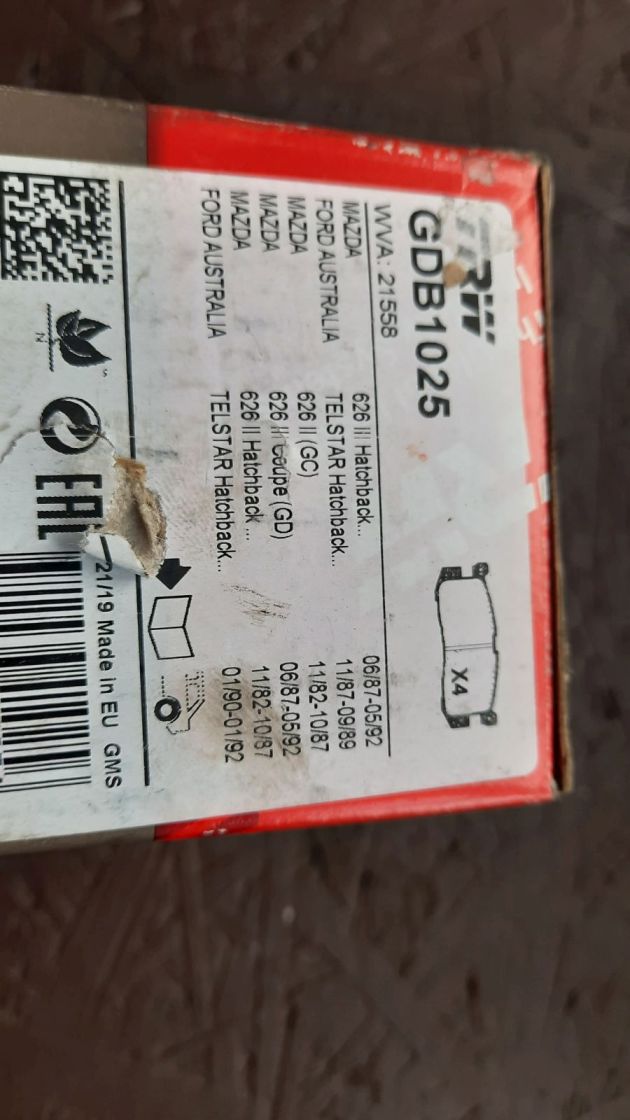 TRW
GDB1025
X4
WVA: 21558
MAZDA 626 III Hatchback... 06/87-05/92
FORD AUSTRALIA TELSTAR Hatchback... 11/87-09/89
MAZDA 626 II (GC) 11/82-10/87
MAZDA 626 II Coupe (GD) 06/87-05/92
MAZDA 626 II Hatchback ... 11/82-10/87
FORD AUSTRALIA TELSTAR Hatchback... 01/90-01/92
21/19 Made in EU GMS
EAC